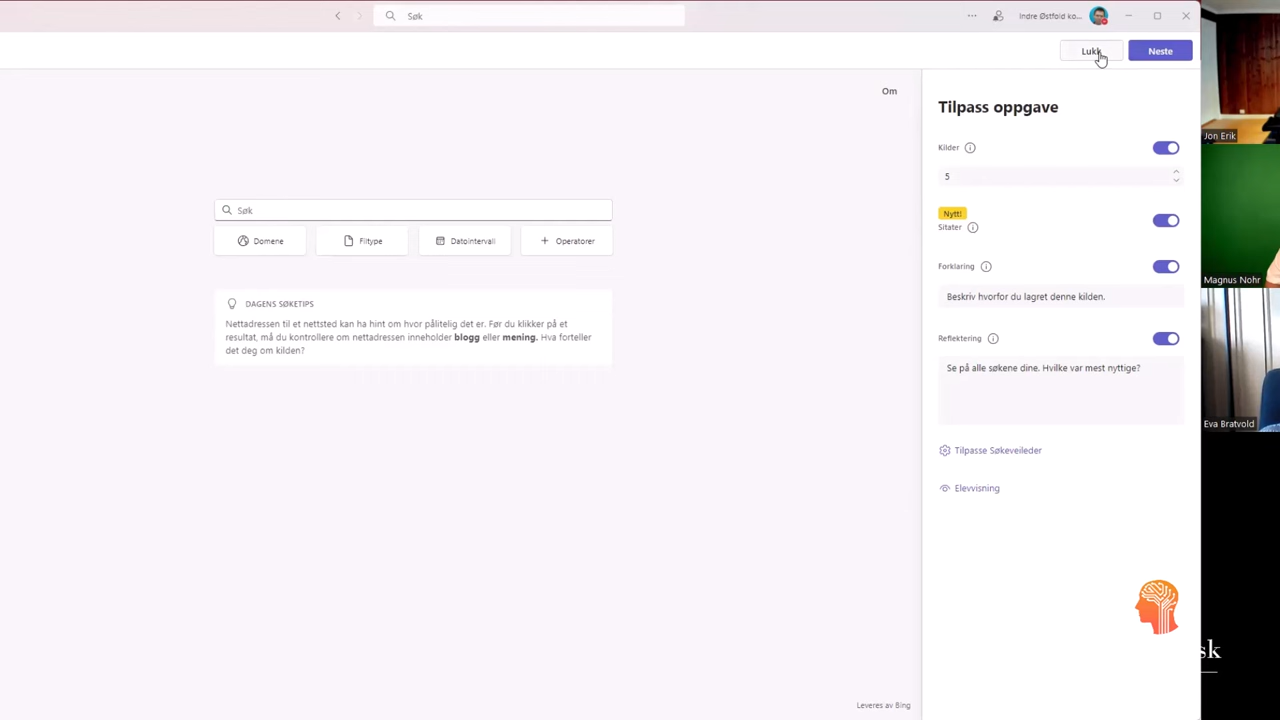 Søk
Indre Østfold ko...
Lukk
Neste
Om
Tilpass oppgave
Kilder
5
Nytt!
Sitater
Forklaring
Beskriv hvorfor du lagret denne kilden.
Reflektering
Se på alle søkene dine. Hvilke var mest nyttige?
Tilpasse Søkeveileder
Elevvisning
Søk
Domene
Filtype
Datointervall
Operatorer
DAGENS SØKETIPS
Nettadressen til et nettsted kan ha hint om hvor pålitelig det er. Før du klikker på et
resultat, må du kontrollere om nettadressen inneholder blogg eller mening. Hva forteller
det deg om kilden?
Leveres av Bing
Jon Erik
Magnus Nohr
Eva Bratvold
sk